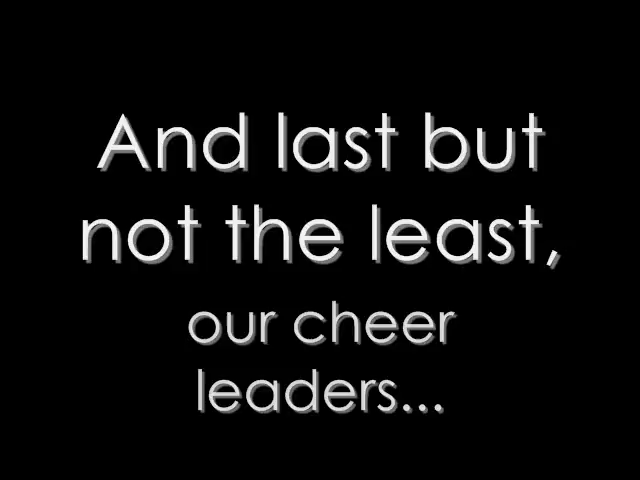 And last but
not the least,
our cheer
leaders...